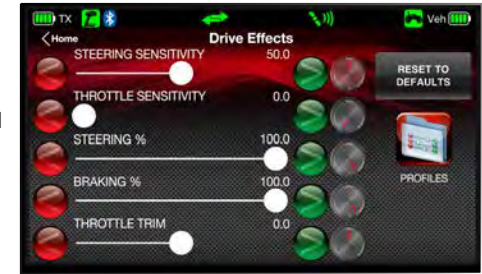 TX
Veh
Home
Drive Effects
STEERING SENSITIVITY 50.0
THROTTLE SENSITIVITY 0.0
STEERING % 100.0
BRAKING % 100.0
THROTTLE TRIM 0.0
RESET TO
DEFAULTS
PROFILES